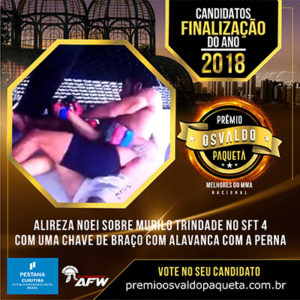 CANDIDATOS
FINALIZAÇÃO
DO ANO
2018
PRÊMIO
OSVALDO
PAQUETÁ
MELHORES DO MMA
NACIONAL
ALIREZA NOEI SOBRE MURILO TRINDADE NO SFT 4
COM UMA CHAVE DE BRAÇO COM ALAVANCA COM A PERNA
PESTANA
CURITIBA
AFW
VOTE NO SEU CANDIDATO
premioosvaldopaqueta.com.br